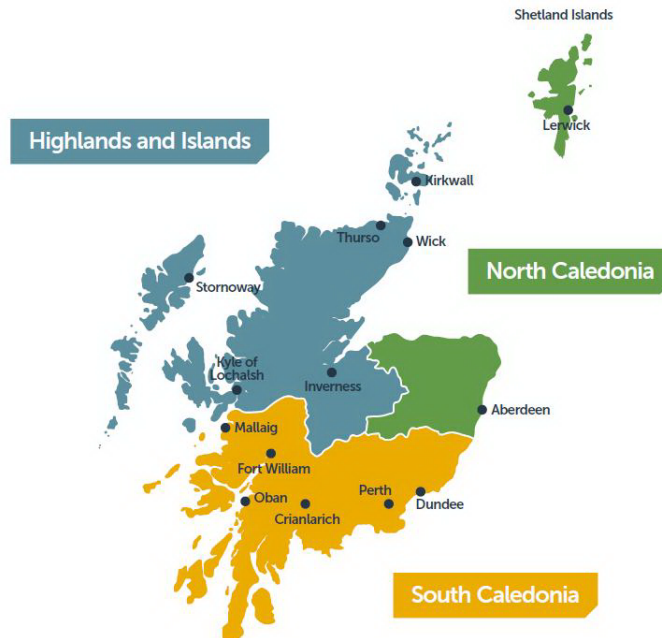 Shetland Islands
Lerwick
Highlands and Islands
Kirkwall
Thurso
Wick
North Caledonia
Stornoway
Kyle of
Lochalsh
Inverness
Aberdeen
Mallaig
Fort William
Oban
Perth
Dundee
Crianlarich
South Caledonia